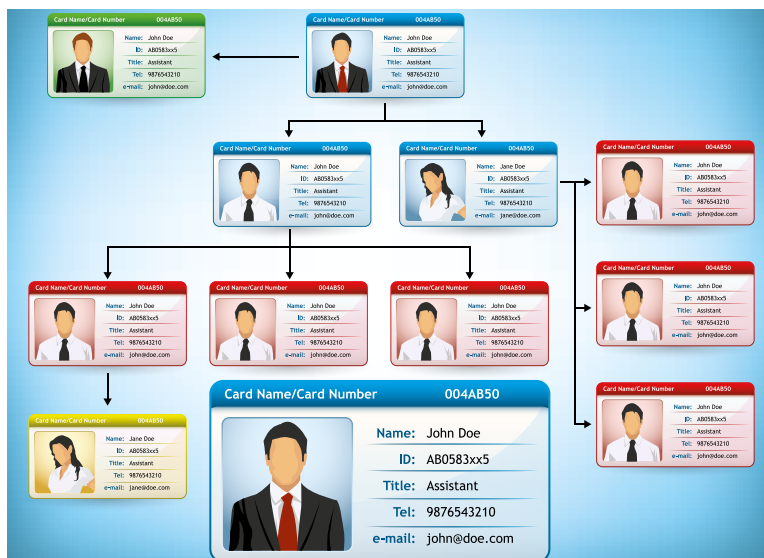 Card Name/Card Number 004AB50
Name: John Doe
ID: AB0583xx5
Title: Assistant
Tel: 9876543210
e-mail: john@doe.com
Card Name/Card Number 004AB50
Name: John Doe
ID: AB0583xx5
Title: Assistant
Tel: 9876543210
e-mail: john@doe.com
Card Name/Card Number 004AB50
Name: John Doe
ID: AB0583xx5
Title: Assistant
Tel: 9876543210
e-mail: john@doe.com
Card Name/Card Number 004AB50
Name: Jane Doe
ID: AB0583xx5
Title: Assistant
Tel: 9876543210
e-mail: jane@doe.com
Card Name/Card Number 004AB50
Name: John Doe
ID: AB0583xx5
Title: Assistant
Tel: 9876543210
e-mail: john@doe.com
Card Name/Card Number 004AB50
Name: John Doe
ID: AB0583xx5
Title: Assistant
Tel: 9876543210
e-mail: john@doe.com
Card Name/Card Number 004AB50
Name: John Doe
ID: AB0583xx5
Title: Assistant
Tel: 9876543210
e-mail: john@doe.com
Card Name/Card Number 004AB50
Name: John Doe
ID: AB0583xx5
Title: Assistant
Tel: 9876543210
e-mail: john@doe.com
Card Name/Card Number 004AB50
Name: John Doe
ID: AB0583xx5
Title: Assistant
Tel: 9876543210
e-mail: john@doe.com
Card Name/Card Number 004AB50
Name: Jane Doe
ID: AB0583xx5
Title: Assistant
Tel: 9876543210
e-mail: jane@doe.com
Card Name/Card Number 004AB50
Name: John Doe
ID: AB0583xx5
Title: Assistant
Tel: 9876543210
e-mail: john@doe.com
Card Name/Card Number 004AB50
Name: John Doe
ID: AB0583xx5
Title: Assistant
Tel: 9876543210
e-mail: john@doe.com